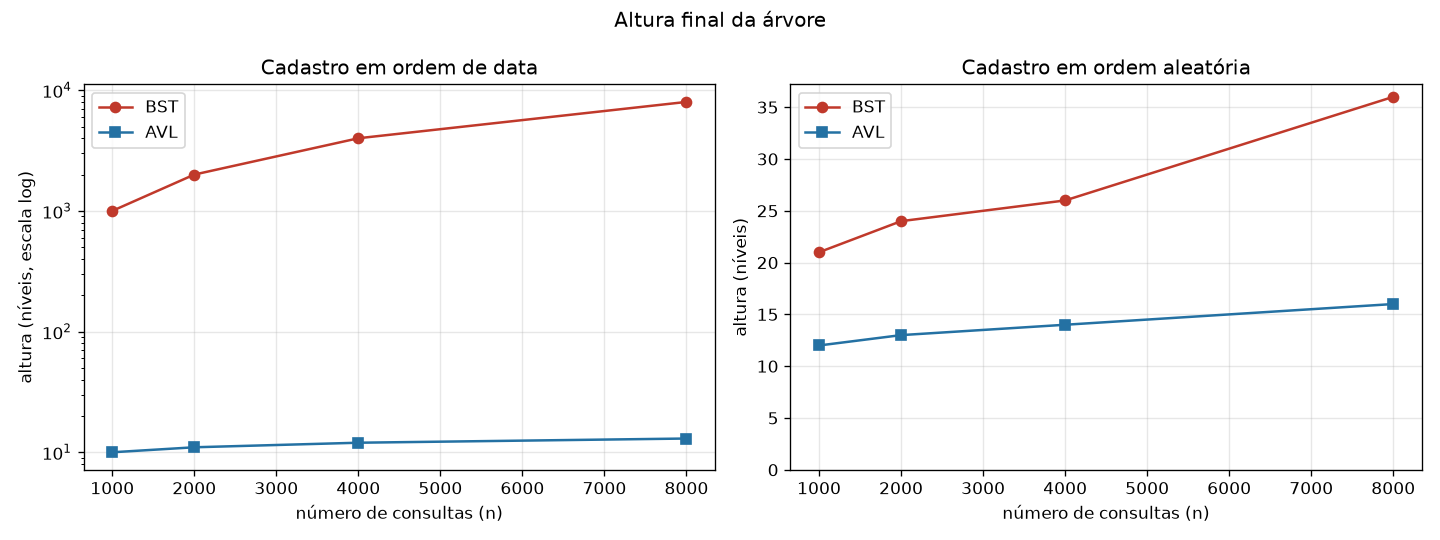 Altura final da árvore
Cadastro em ordem de data
BST
AVL
altura (níveis, escala log)
10^4
10^3
10^2
10^1
1000 2000 3000 4000 5000 6000 7000 8000
número de consultas (n)
Cadastro em ordem aleatória
BST
AVL
altura (níveis)
35
30
25
20
15
10
5
0
1000 2000 3000 4000 5000 6000 7000 8000
número de consultas (n)